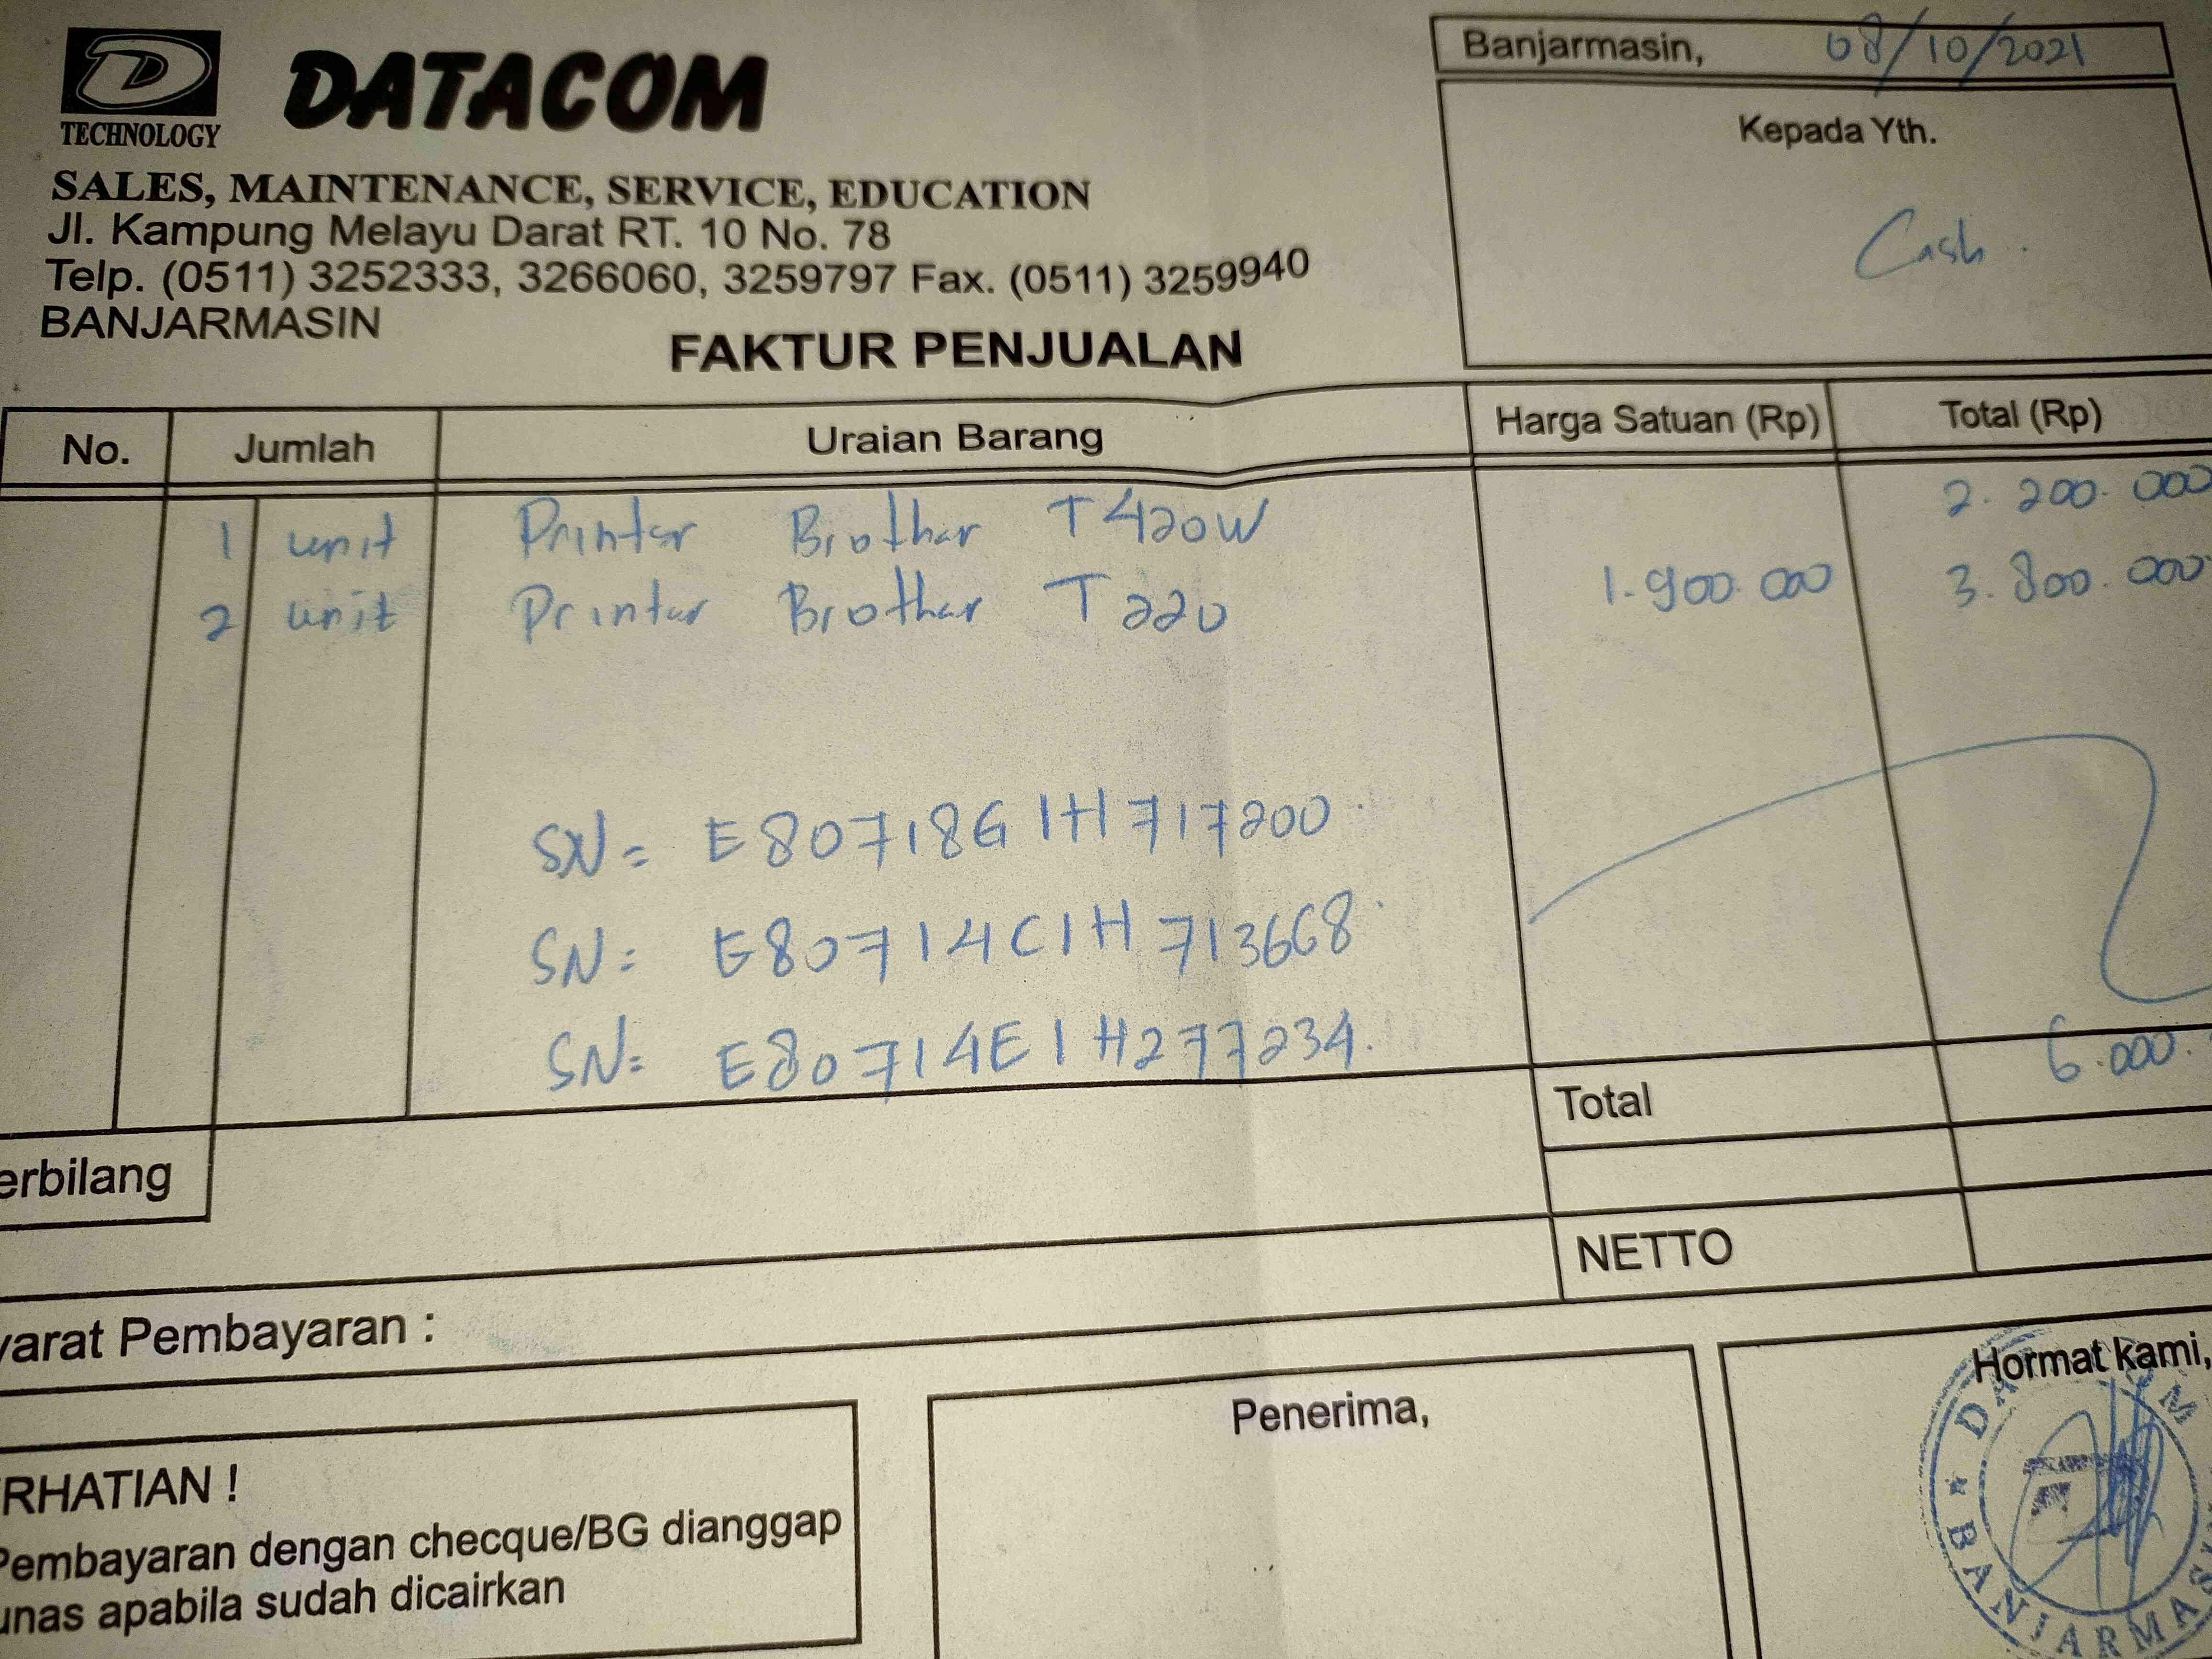 D
TECHNOLOGY
DATACOM
SALES, MAINTENANCE, SERVICE, EDUCATION
Jl. Kampung Melayu Darat RT. 10 No. 78
Telp. (0511) 3252333, 3266060, 3259797 Fax. (0511) 3259940
BANJARMASIN
FAKTUR PENJUALAN
Banjarmasin, 08/10/2021
Kepada Yth.
Cash.
No. Jumlah Uraian Barang Harga Satuan (Rp) Total (Rp)
1 unit Printer Brother T420W 2.200.000
2 unit Printer Brother T220 1.900.000 3.800.000
SN= E80718G1H717200
SN: E80714C1H713668
SN= E80714E1H277234.
Total 6.000.
erbilang
NETTO
yarat Pembayaran :
RHATIAN !
Pembayaran dengan checque/BG dianggap
unas apabila sudah dicairkan
Penerima,
Hormat kami,
BANJARMAS